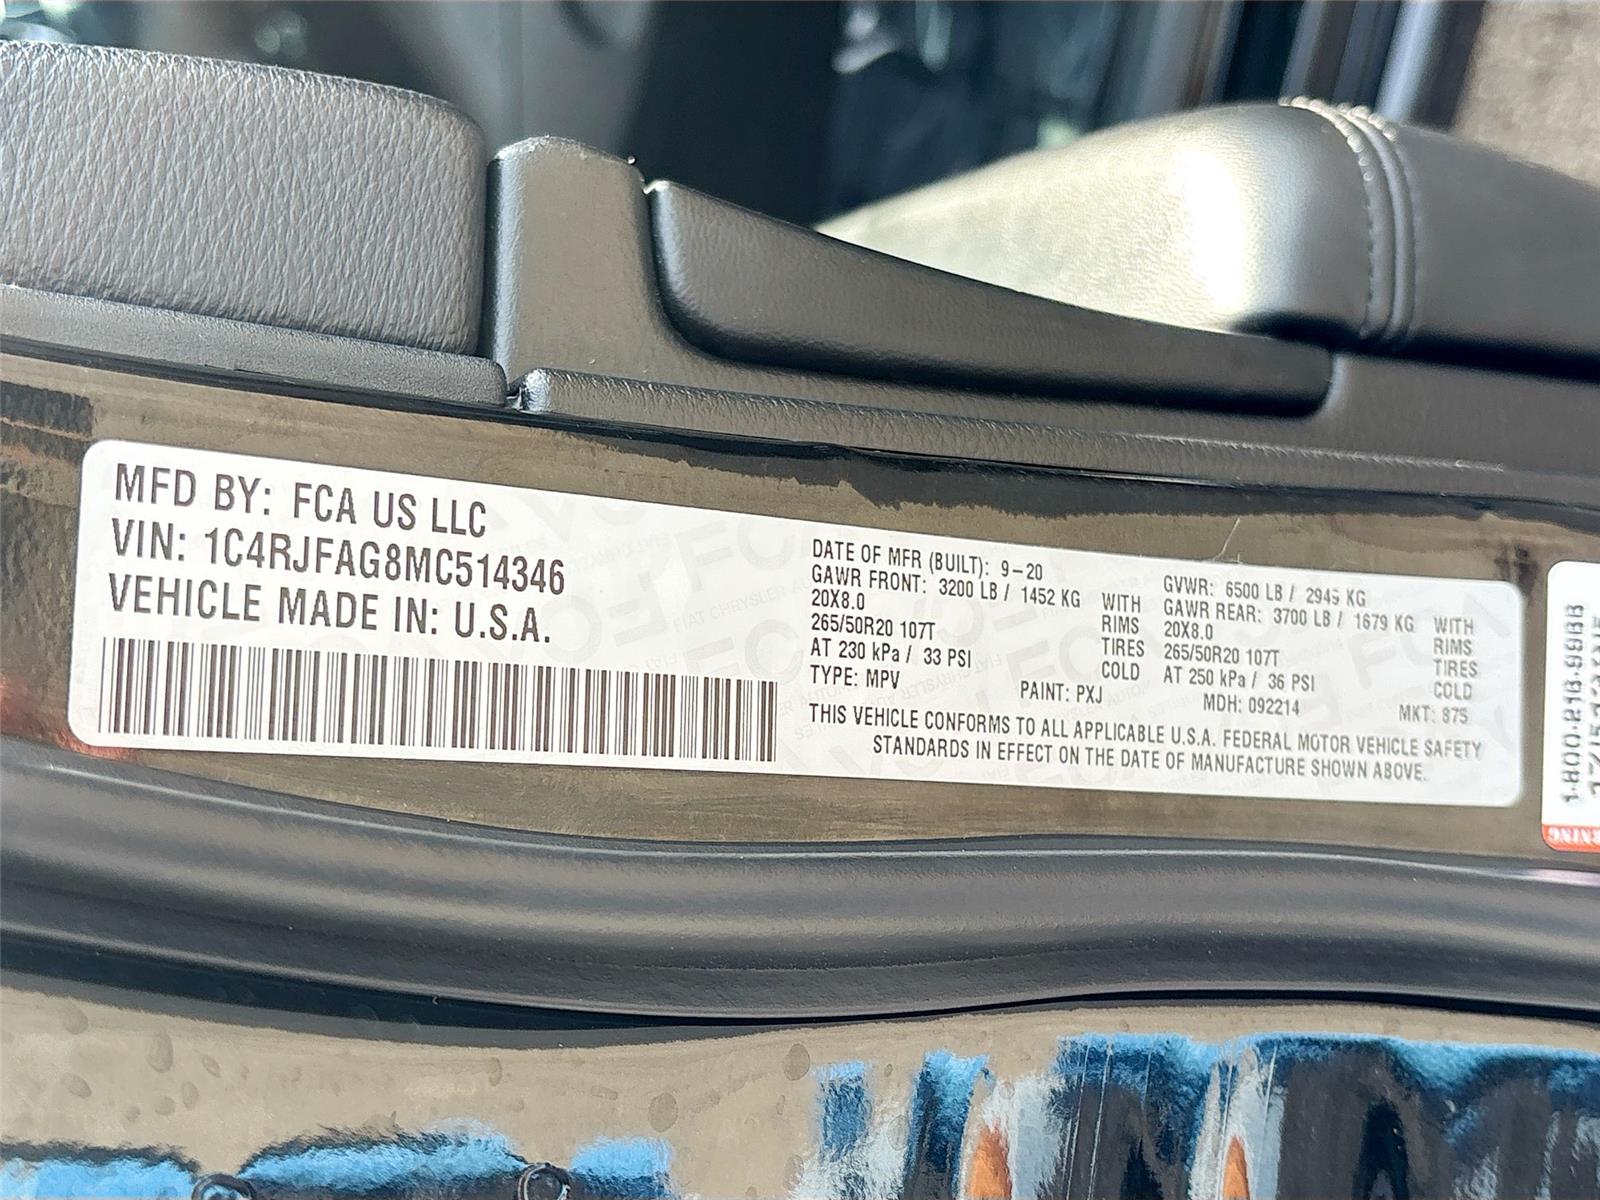 MFD BY: FCA US LLC
VIN: 1C4RJFAG8MC514346
VEHICLE MADE IN: U.S.A.
DATE OF MFR (BUILT): 9-20
GAWR FRONT: 3200 LB / 1452 KG WITH
20X8.0 RIMS
265/50R20 107T TIRES
AT 230 kPa / 33 PSI COLD
TYPE: MPV PAINT: PXJ
GVWR: 6500 LB / 2945 KG
GAWR REAR: 3700 LB / 1679 KG WITH
20X8.0 RIMS
265/50R20 107T TIRES
AT 250 kPa / 36 PSI COLD
MDH: 092214 MKT: 875
THIS VEHICLE CONFORMS TO ALL APPLICABLE U.S.A. FEDERAL MOTOR VEHICLE SAFETY
STANDARDS IN EFFECT ON THE DATE OF MANUFACTURE SHOWN ABOVE.